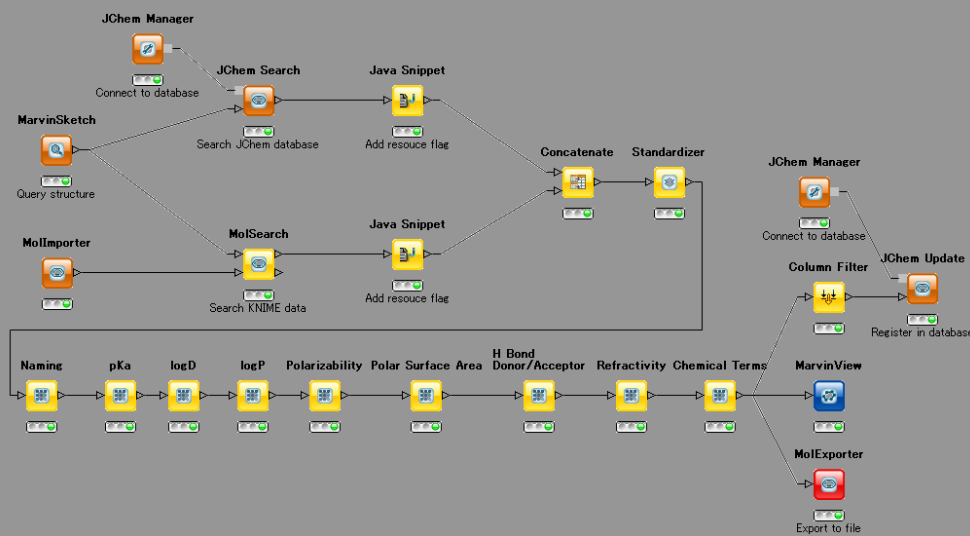 JChem Manager
Connect to database
JChem Search
Search JChem database
Java Snippet
Add resouce flag
MarvinSketch
Query structure
Concatenate
Standardizer
JChem Manager
Connect to database
MolImporter
MolSearch
Search KNIME data
Java Snippet
Add resouce flag
Column Filter
JChem Update
Register in database
Naming
pKa
logD
logP
Polarizability
Polar Surface Area
H Bond
Donor/Acceptor
Refractivity
Chemical Terms
MarvinView
MolExporter
Export to file